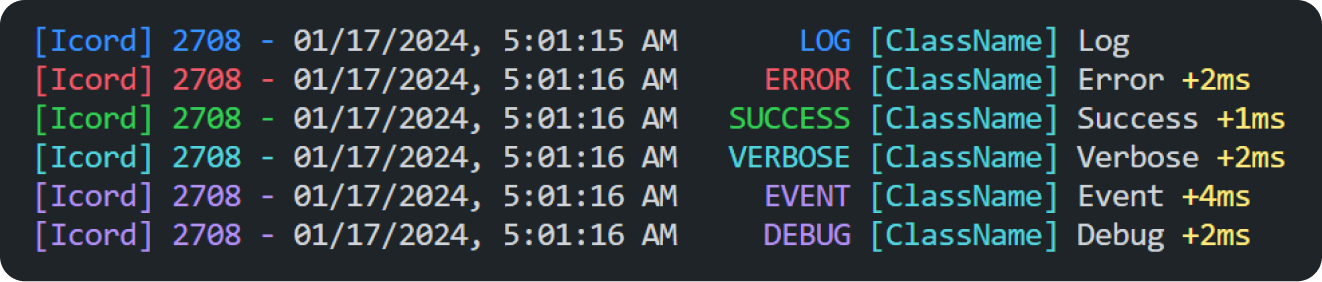 [Icord] 2708 - 01/17/2024, 5:01:15 AM LOG [ClassName] Log
[Icord] 2708 - 01/17/2024, 5:01:16 AM ERROR [ClassName] Error +2ms
[Icord] 2708 - 01/17/2024, 5:01:16 AM SUCCESS [ClassName] Success +1ms
[Icord] 2708 - 01/17/2024, 5:01:16 AM VERBOSE [ClassName] Verbose +2ms
[Icord] 2708 - 01/17/2024, 5:01:16 AM EVENT [ClassName] Event +4ms
[Icord] 2708 - 01/17/2024, 5:01:16 AM DEBUG [ClassName] Debug +2ms